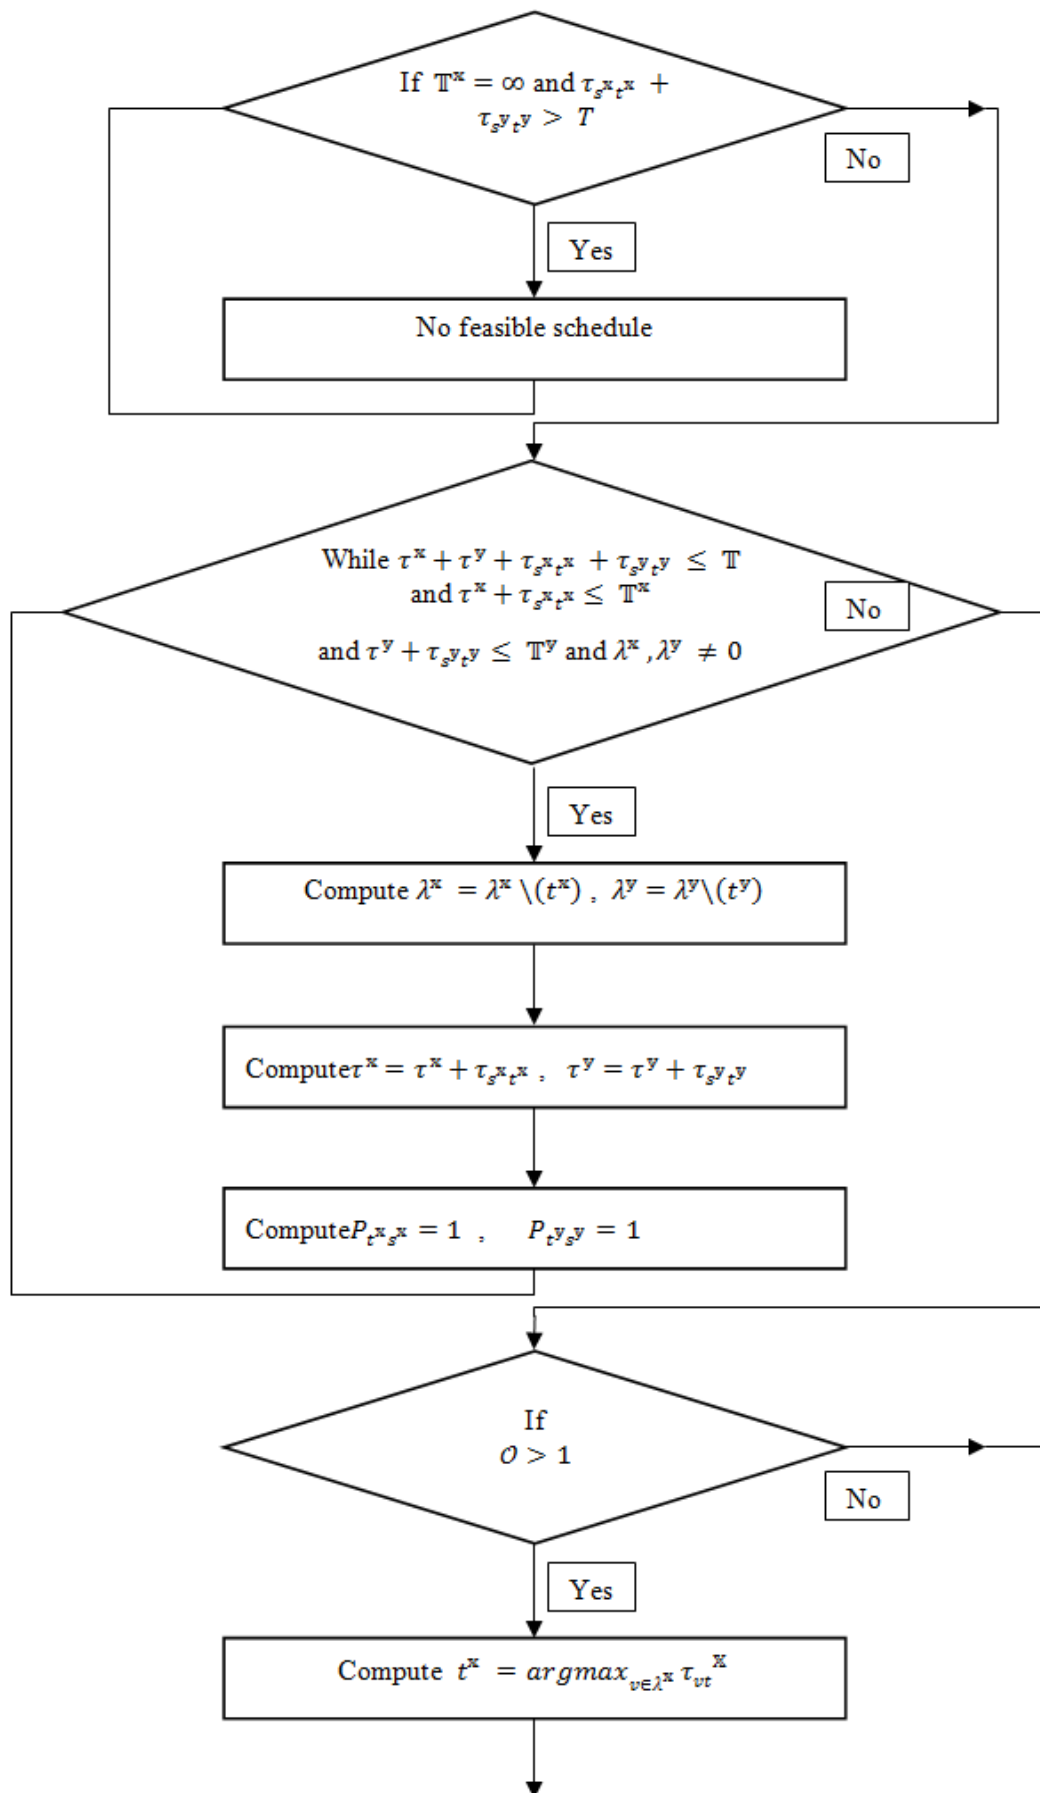 If 𝕋ˣ = ∞ and τ_{sˣtˣ} +
τ_{sʸtʸ} > T
No
Yes
No feasible schedule
While τˣ + τʸ + τ_{sˣtˣ} + τ_{sʸtʸ} ≤ 𝕋
and τˣ + τ_{sˣtˣ} ≤ 𝕋ˣ
No
and τʸ + τ_{sʸtʸ} ≤ 𝕋ʸ and λˣ , λʸ ≠ 0
Yes
Compute λˣ = λˣ \(tˣ) , λʸ = λʸ\(tʸ)
Computeτˣ = τˣ + τ_{sˣtˣ} , τʸ = τʸ + τ_{sʸtʸ}
ComputeP_{tˣsˣ} = 1 , P_{tʸsʸ} = 1
If
𝒪 > 1
No
Yes
Compute tˣ = argmax_{v∈λˣ} τ_{vt}^𝕏